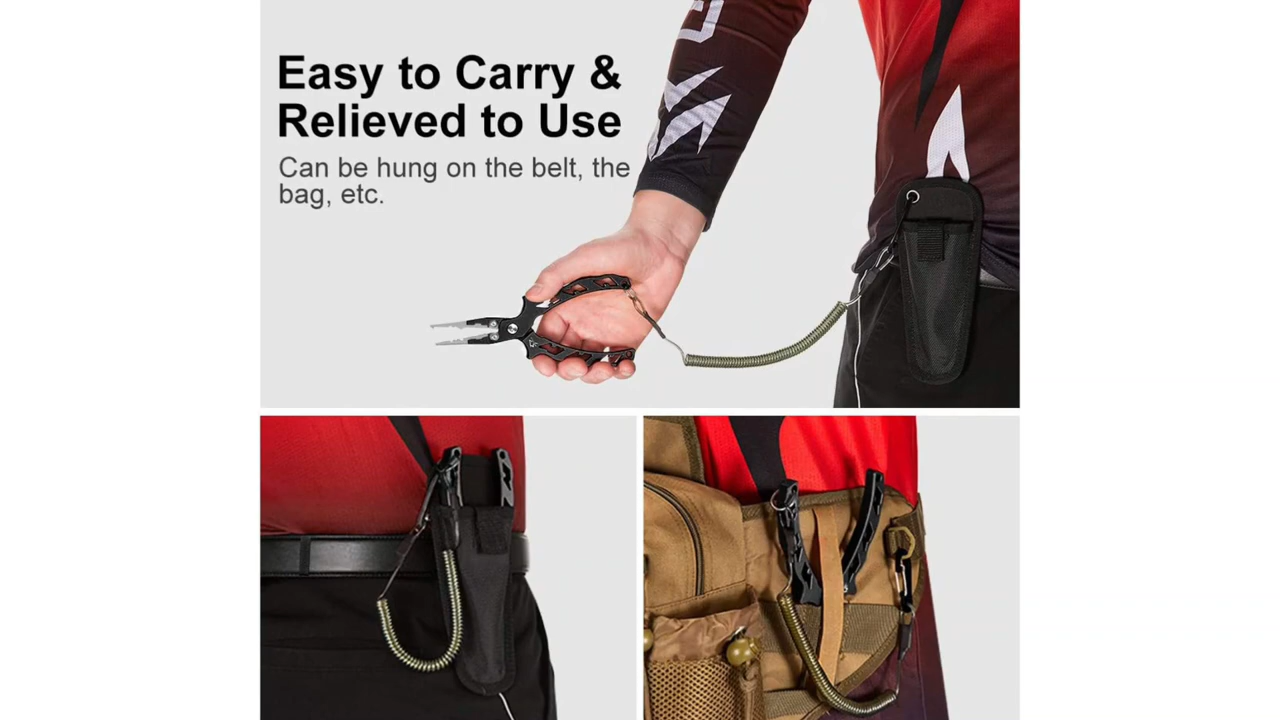 Easy to Carry &
Relieved to Use
Can be hung on the belt, the
bag, etc.